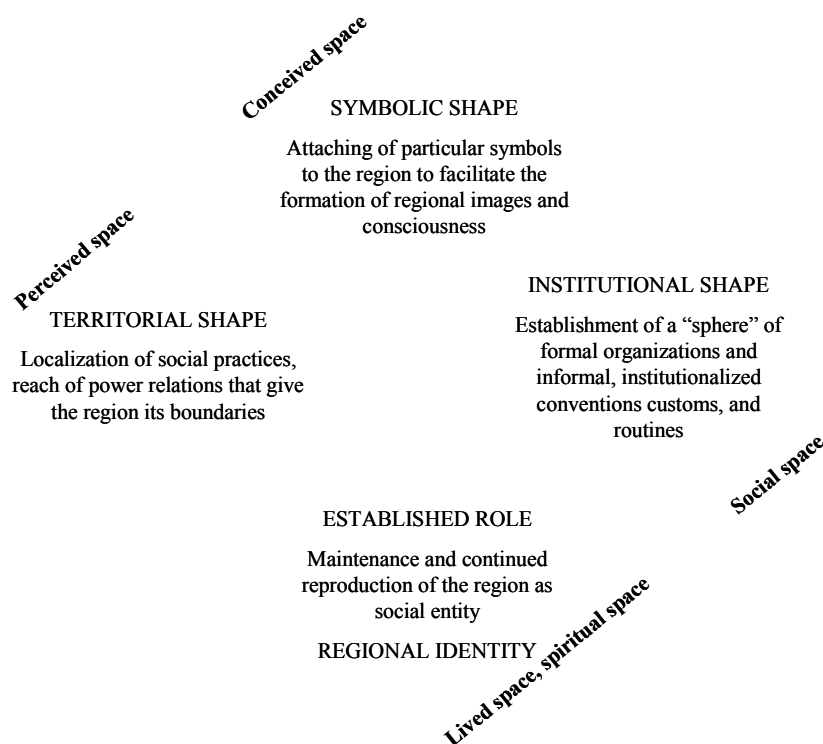 Conceived space
SYMBOLIC SHAPE
Attaching of particular symbols
to the region to facilitate the
formation of regional images and
consciousness
Perceived space
TERRITORIAL SHAPE
Localization of social practices,
reach of power relations that give
the region its boundaries
INSTITUTIONAL SHAPE
Establishment of a “sphere” of
formal organizations and
informal, institutionalized
conventions customs, and
routines
Social space
ESTABLISHED ROLE
Maintenance and continued
reproduction of the region as
social entity
REGIONAL IDENTITY
Lived space, spiritual space